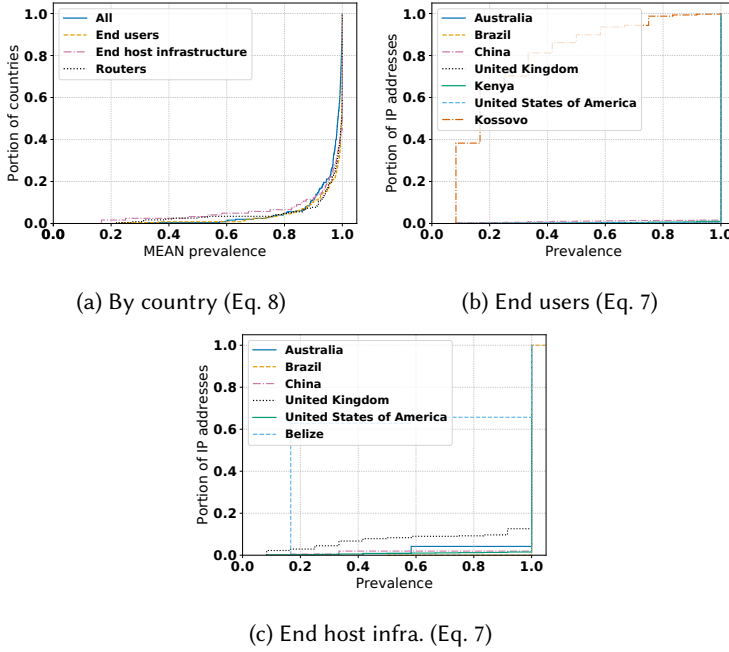 All
End users
End host infrastructure
Routers
Portion of countries
1.0
0.8
0.6
0.4
0.2
0.0
0.0 0.2 0.4 0.6 0.8 1.0
MEAN prevalence
(a) By country (Eq. 8)
Australia
Brazil
China
United Kingdom
Kenya
United States of America
Kossovo
Portion of IP addresses
1.0
0.8
0.6
0.4
0.2
0.0
0.0 0.2 0.4 0.6 0.8 1.0
Prevalence
(b) End users (Eq. 7)
Australia
Brazil
China
United Kingdom
United States of America
Belize
Portion of IP addresses
1.0
0.8
0.6
0.4
0.2
0.0
0.0 0.2 0.4 0.6 0.8 1.0
Prevalence
(c) End host infra. (Eq. 7)